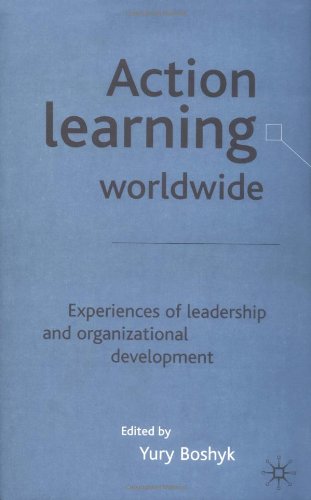 Action
learning
worldwide
Experiences of leadership
and organizational
development
Edited by
Yury Boshyk